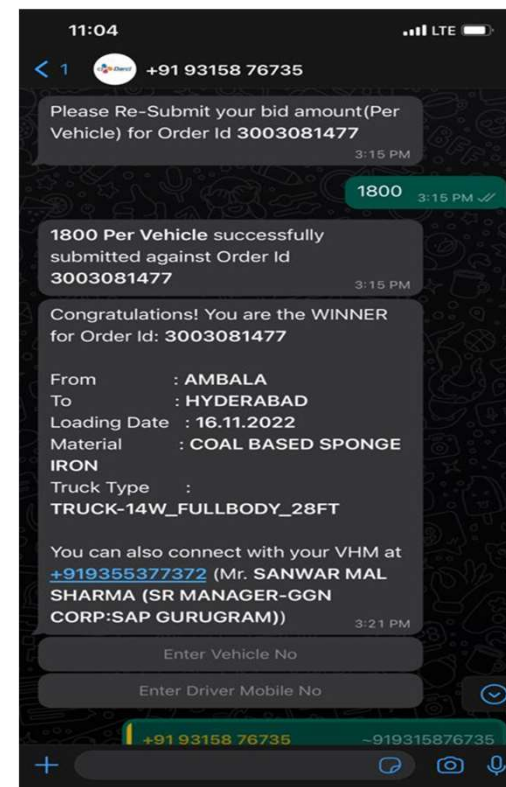 11:04
LTE
1
+91 93158 76735
Please Re-Submit your bid amount(Per
Vehicle) for Order Id 3003081477
3:15 PM
1800
3:15 PM
1800 Per Vehicle successfully
submitted against Order Id
3003081477
3:15 PM
Congratulations! You are the WINNER
for Order Id: 3003081477
From : AMBALA
To : HYDERABAD
Loading Date : 16.11.2022
Material : COAL BASED SPONGE
IRON
Truck Type :
TRUCK-14W_FULLBODY_28FT
You can also connect with your VHM at
+919355377372 (Mr. SANWAR MAL
SHARMA (SR MANAGER-GGN
CORP:SAP GURUGRAM))
3:21 PM
Enter Vehicle No
Enter Driver Mobile No
+91 93158 76735
~919315876735